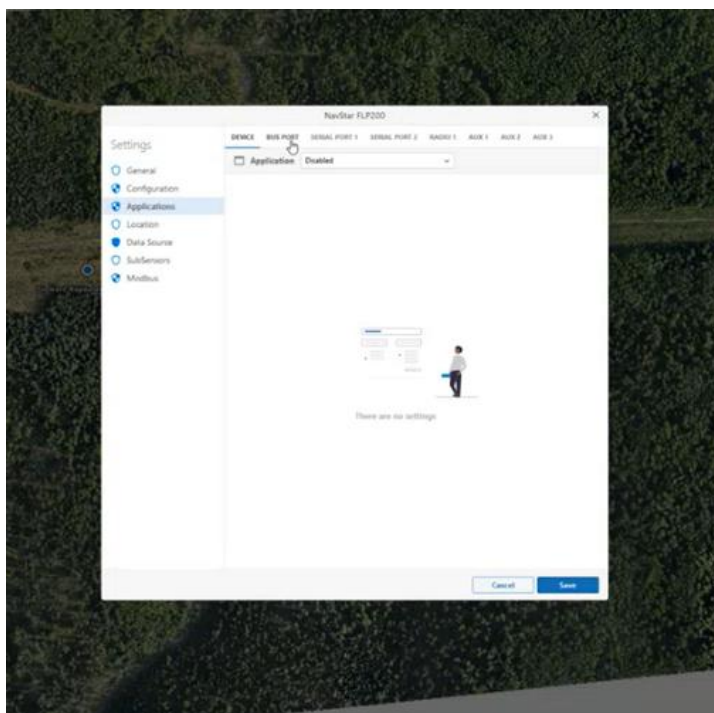 NavStar FLP200
Settings
DEVICE BUS PORT SERIAL PORT 1 SERIAL PORT 2 RADIO 1 AUX 1 AUX 2 AUX 3
Application Disabled
General
Configuration
Applications
Location
Data Source
SubSensors
Modbus
There are no settings
Cancel Save